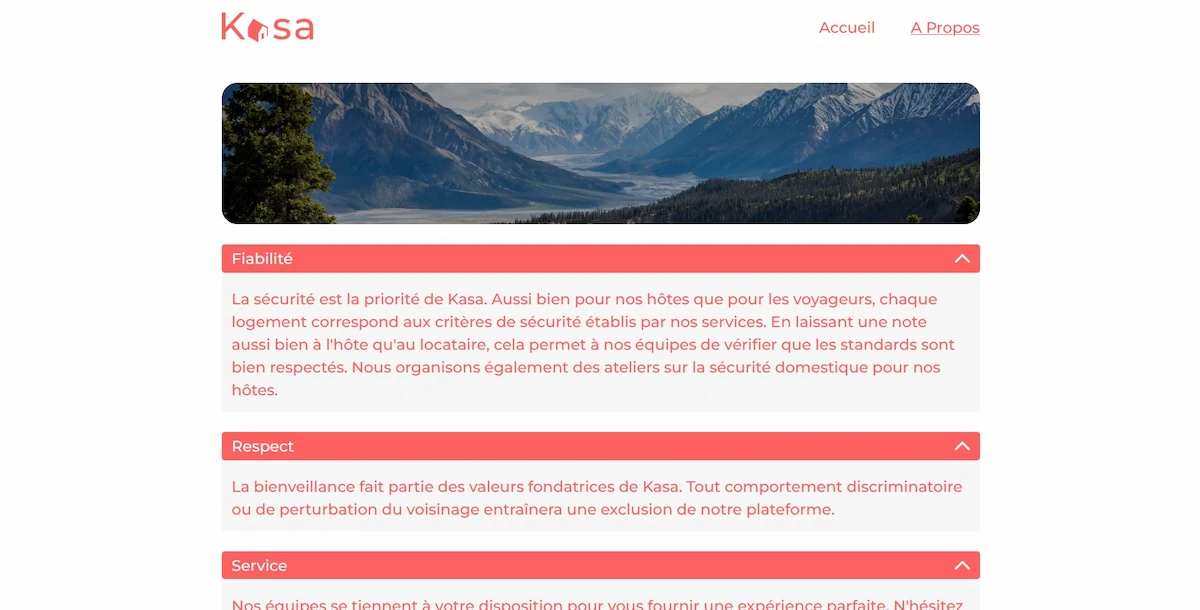 Kasa
Accueil
A Propos
Fiabilité
La sécurité est la priorité de Kasa. Aussi bien pour nos hôtes que pour les voyageurs, chaque
logement correspond aux critères de sécurité établis par nos services. En laissant une note
aussi bien à l'hôte qu'au locataire, cela permet à nos équipes de vérifier que les standards sont
bien respectés. Nous organisons également des ateliers sur la sécurité domestique pour nos
hôtes.
Respect
La bienveillance fait partie des valeurs fondatrices de Kasa. Tout comportement discriminatoire
ou de perturbation du voisinage entraînera une exclusion de notre plateforme.
Service
Nos équipes se tiennent à votre disposition pour vous fournir une expérience parfaite. N'hésitez